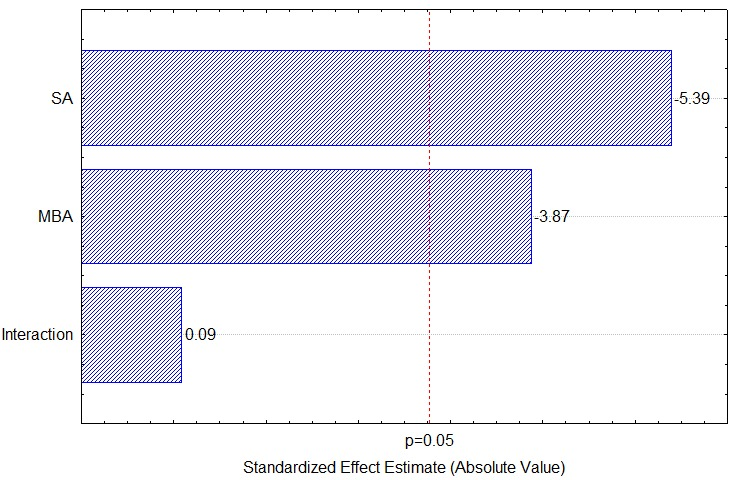 SA
-5.39
MBA
-3.87
Interaction
0.09
p=0.05
Standardized Effect Estimate (Absolute Value)